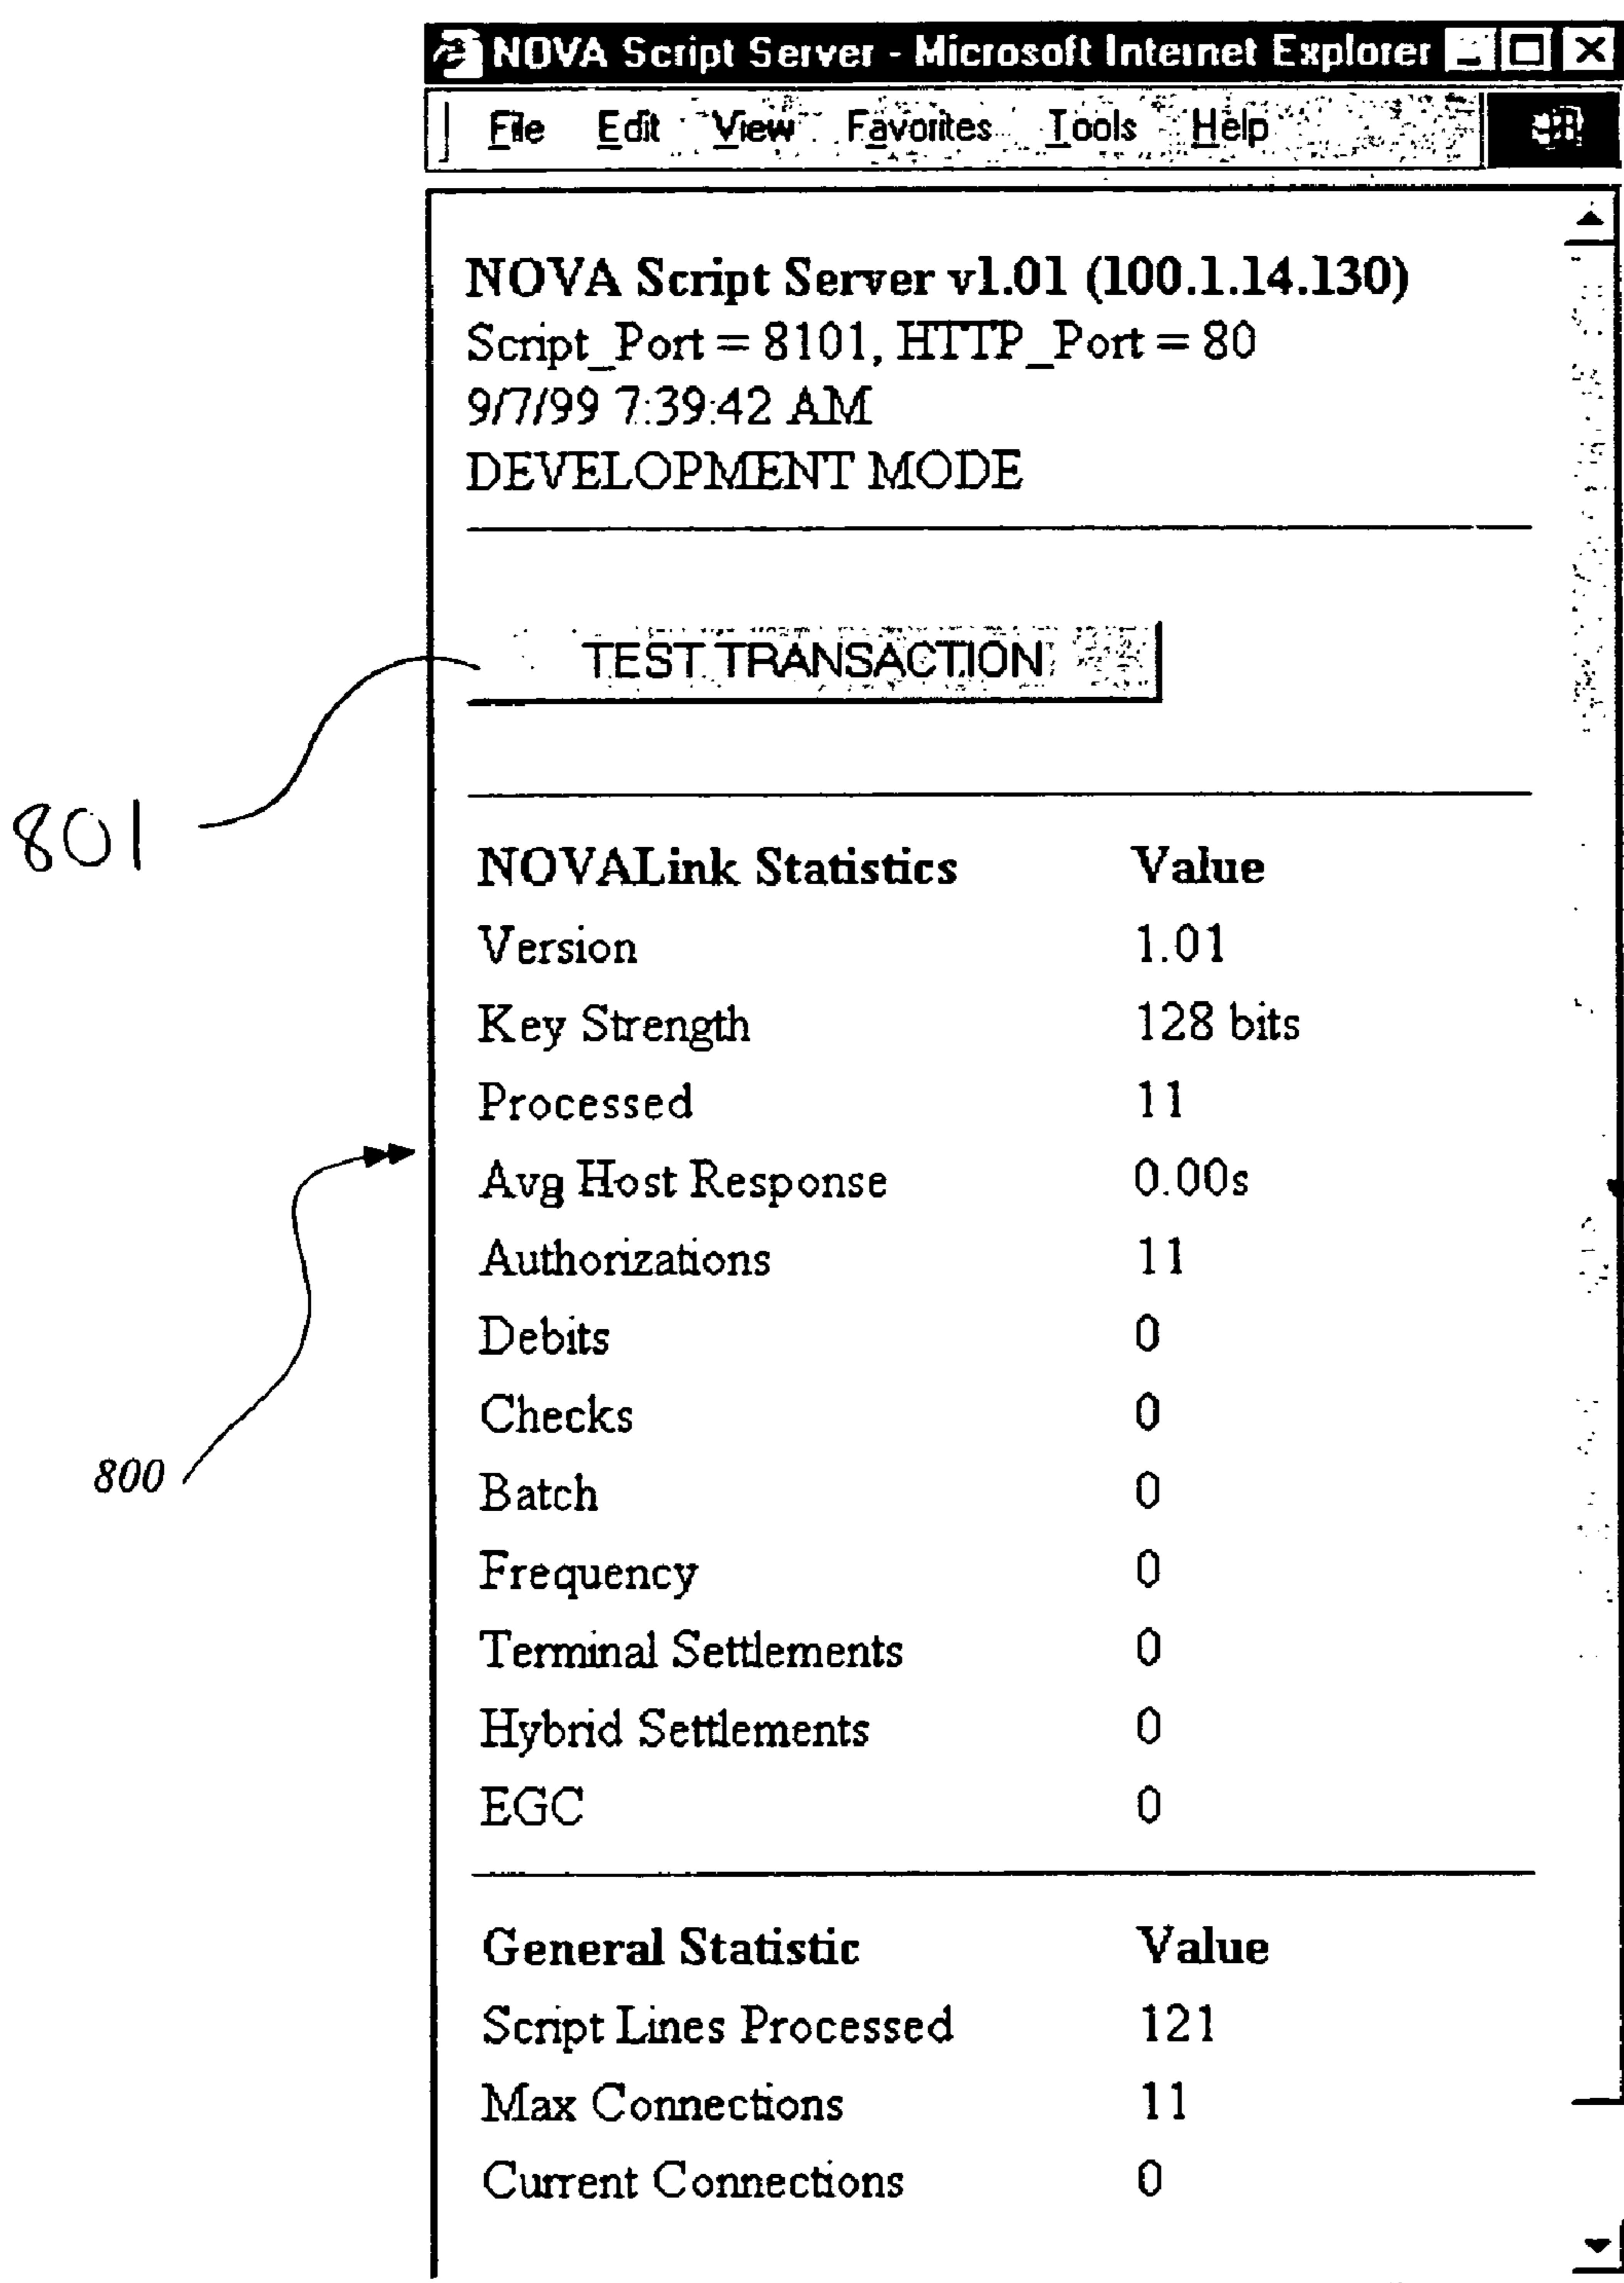 NOVA Script Server - Microsoft Internet Explorer
File Edit View Favorites Tools Help
NOVA Script Server v1.01 (100.1.14.130)
Script_Port = 8101, HTTP_Port = 80
9/7/99 7:39:42 AM
DEVELOPMENT MODE
TEST TRANSACTION
801
NOVALink Statistics Value
Version 1.01
Key Strength 128 bits
Processed 11
Avg Host Response 0.00s
Authorizations 11
Debits 0
Checks 0
800
Batch 0
Frequency 0
Terminal Settlements 0
Hybrid Settlements 0
EGC 0
General Statistic Value
Script Lines Processed 121
Max Connections 11
Current Connections 0